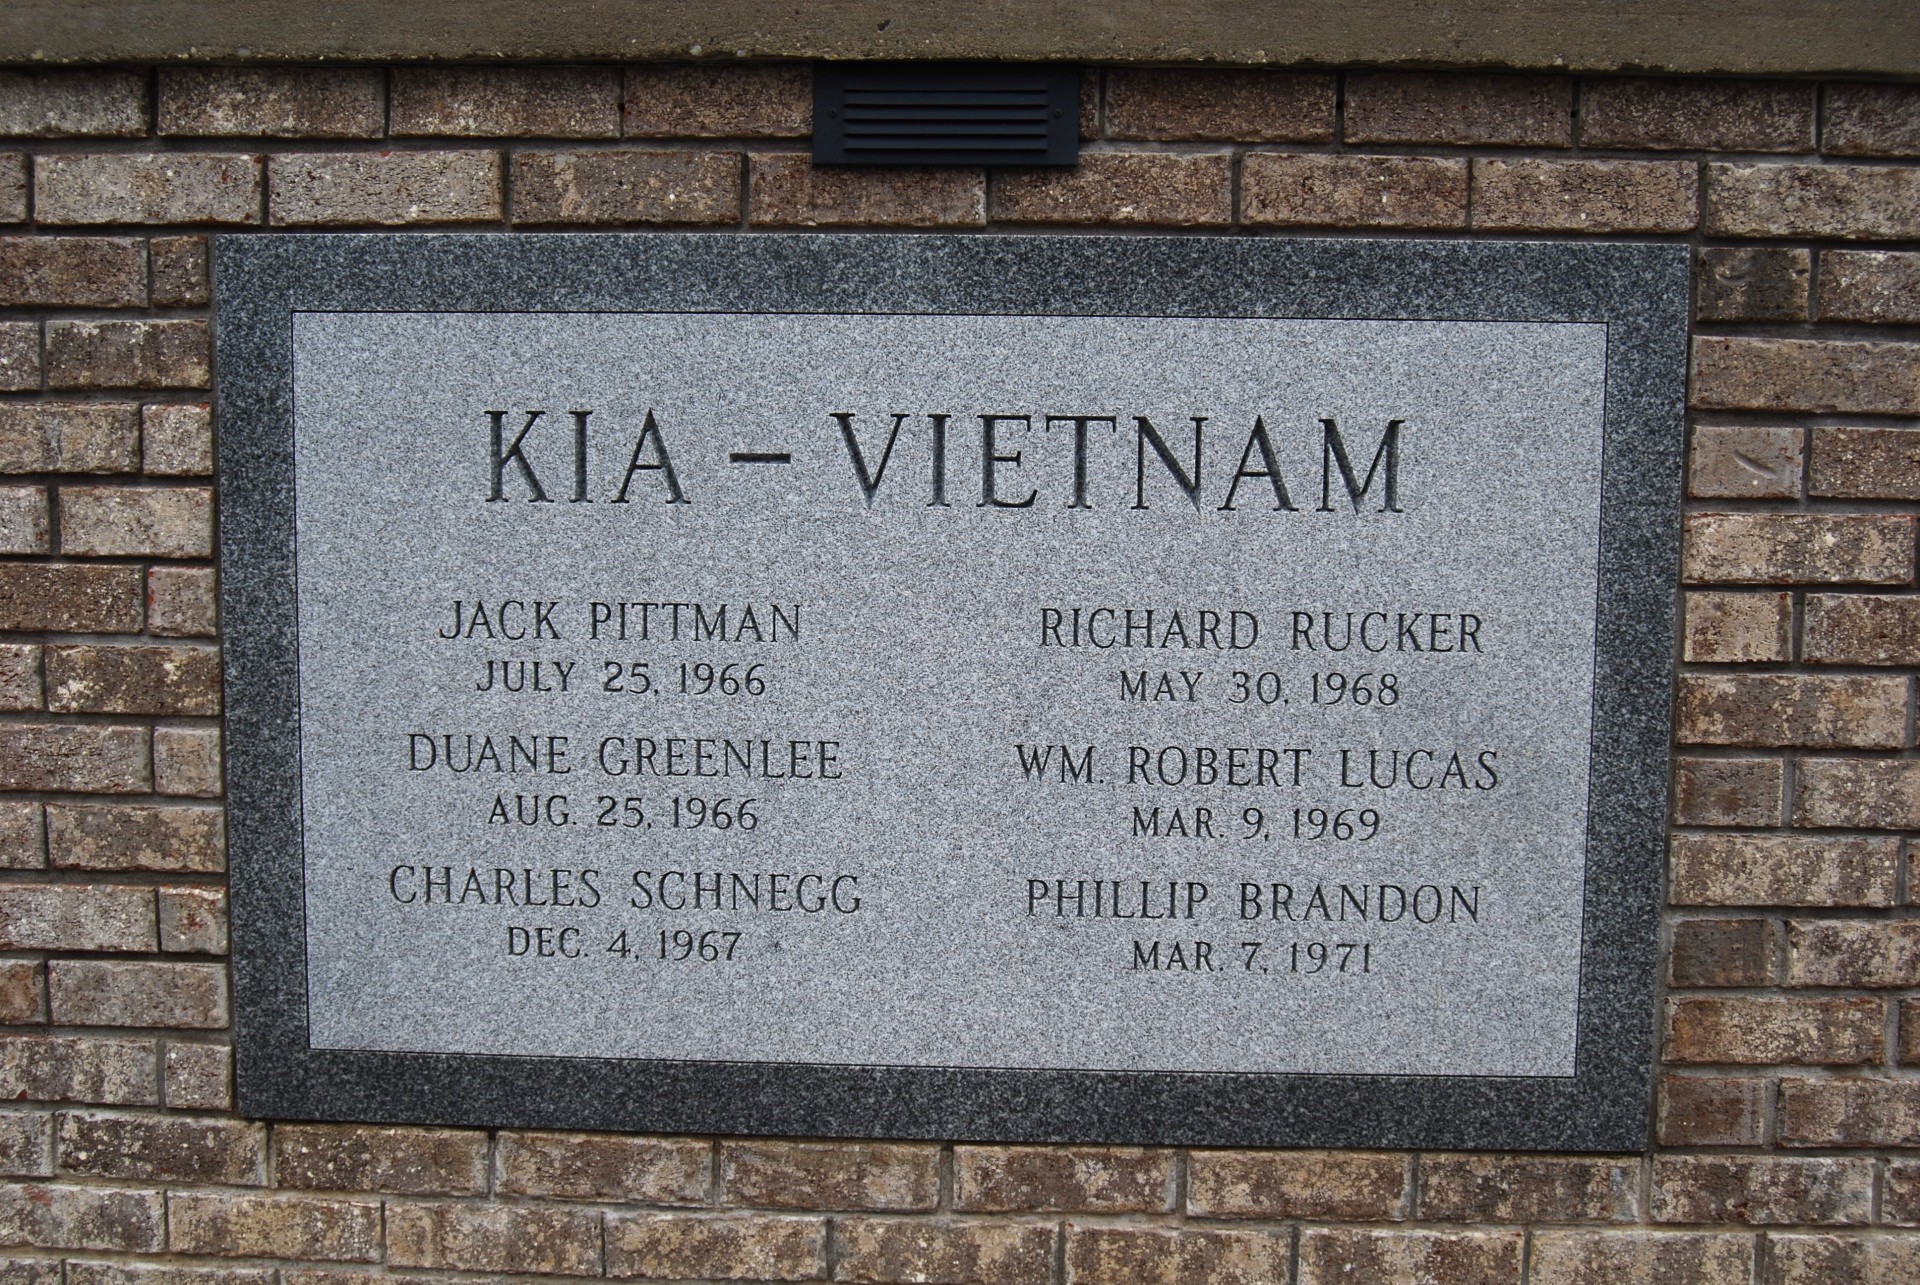 KIA – VIETNAM
JACK PITTMAN
JULY 25, 1966
DUANE GREENLEE
AUG. 25, 1966
CHARLES SCHNEGG
DEC. 4, 1967
RICHARD RUCKER
MAY 30, 1968
WM. ROBERT LUCAS
MAR. 9, 1969
PHILLIP BRANDON
MAR. 7, 1971